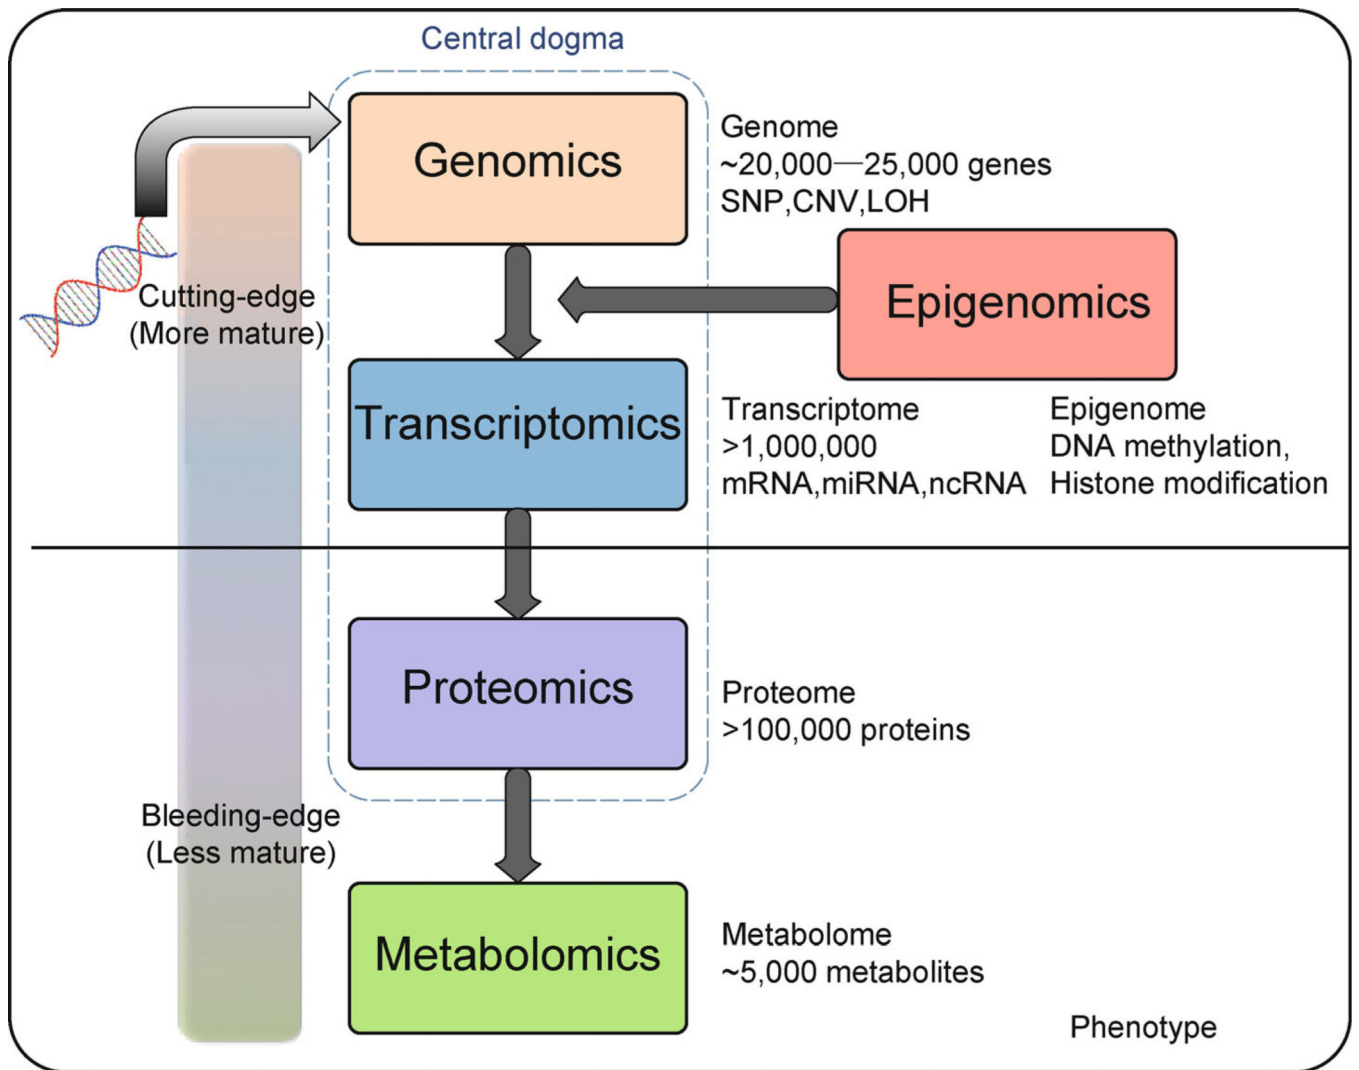 Central dogma
Genomics
Genome
~20,000—25,000 genes
SNP,CNV,LOH
Cutting-edge
(More mature)
Epigenomics
Transcriptomics
Transcriptome
>1,000,000
mRNA,miRNA,ncRNA
Epigenome
DNA methylation,
Histone modification
Proteomics
Proteome
>100,000 proteins
Bleeding-edge
(Less mature)
Metabolomics
Metabolome
~5,000 metabolites
Phenotype